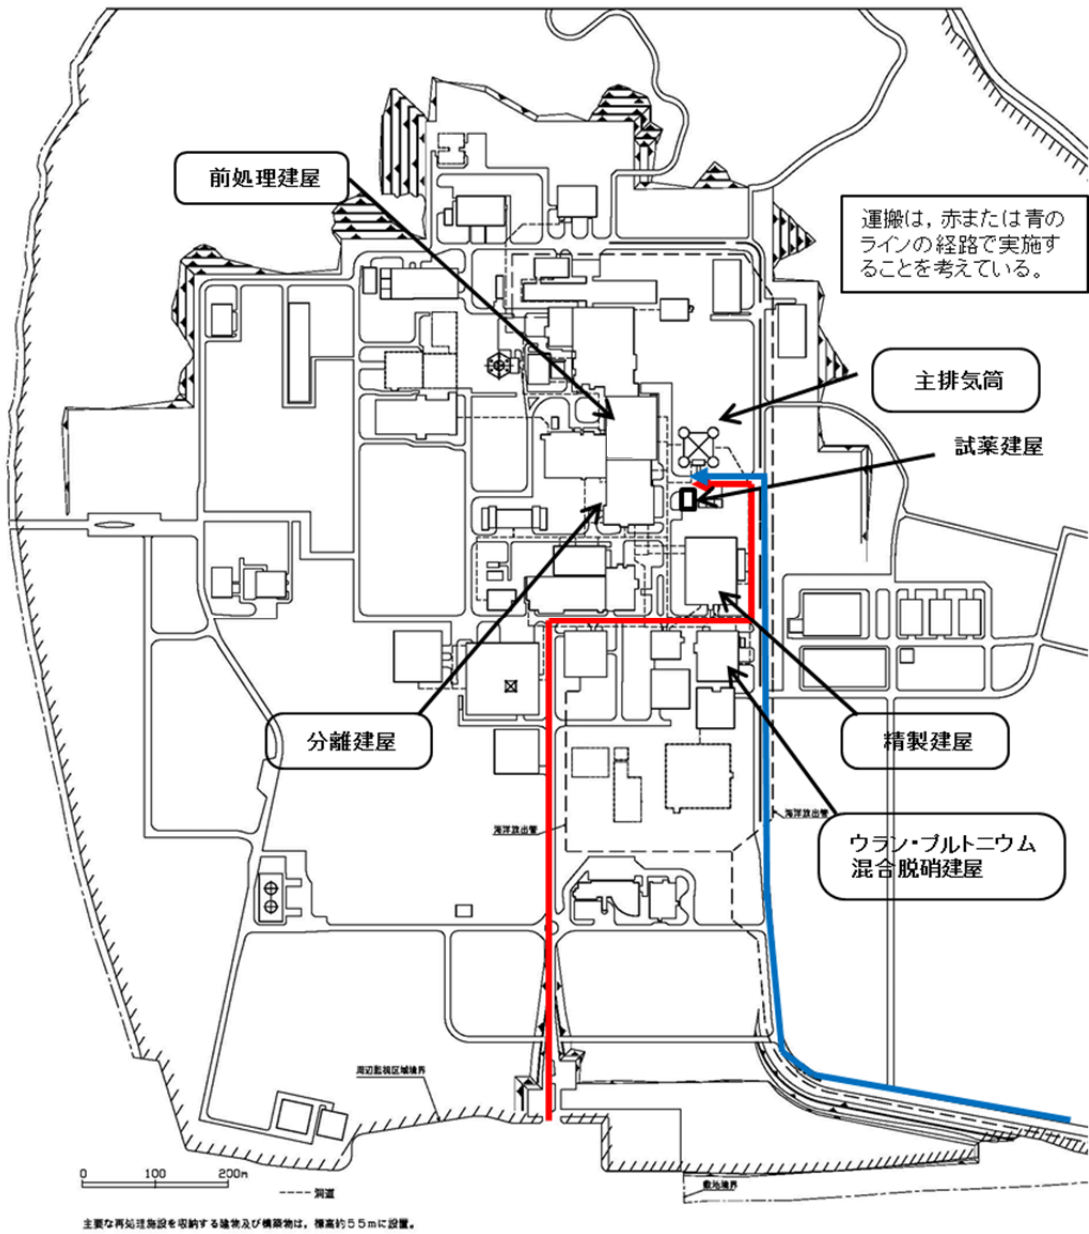 前処理建屋
運搬は，赤または青の
ラインの経路で実施す
ることを考えている。
主排気筒
試薬建屋
分離建屋
精製建屋
海洋放出管
海洋放出管
ウラン・プルトニウム
混合脱硝建屋
周辺監視区域境界
0 100 200m
洞道
敷地境界
主要な再処理施設を収納する建物及び構築物は，標高約５５ｍに設置。